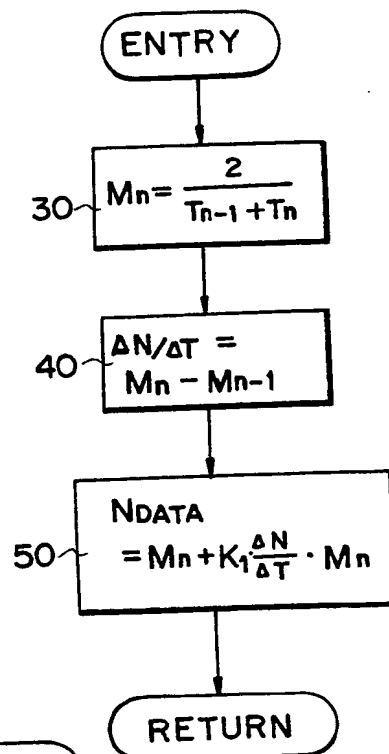 ENTRY
30
Mn = 2 / (Tn-1 + Tn)
40
ΔN/ΔT =
Mn - Mn-1
50
NDATA
= Mn + K1· ΔN/ΔT · Mn
RETURN